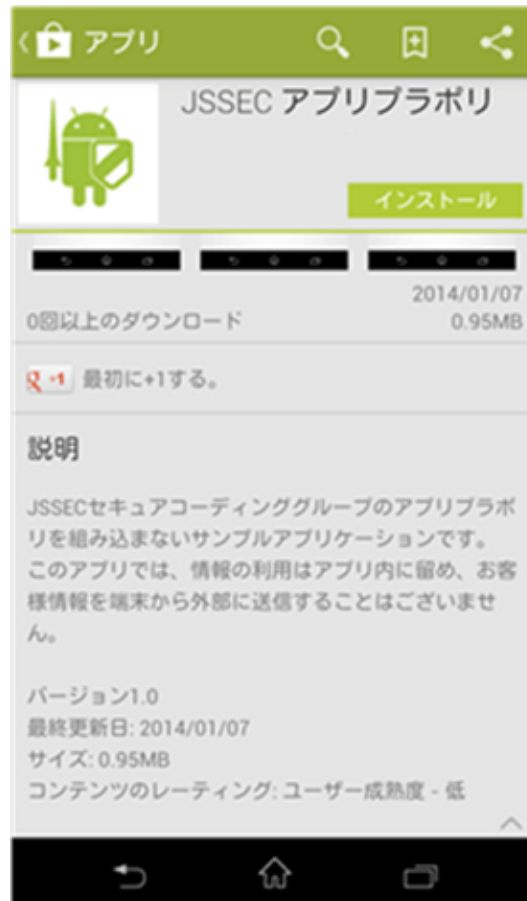 アプリ
JSSEC アプリプラポリ
インストール
2014/01/07
0回以上のダウンロード 0.95MB
+1 最初に+1する。
説明
JSSECセキュアコーディンググループのアプリプラポ
リを組み込まないサンプルアプリケーションです。
このアプリでは、情報の利用はアプリ内に留め、お客
様情報を端末から外部に送信することはございませ
ん。
バージョン1.0
最終更新日: 2014/01/07
サイズ: 0.95MB
コンテンツのレーティング: ユーザー成熟度 - 低